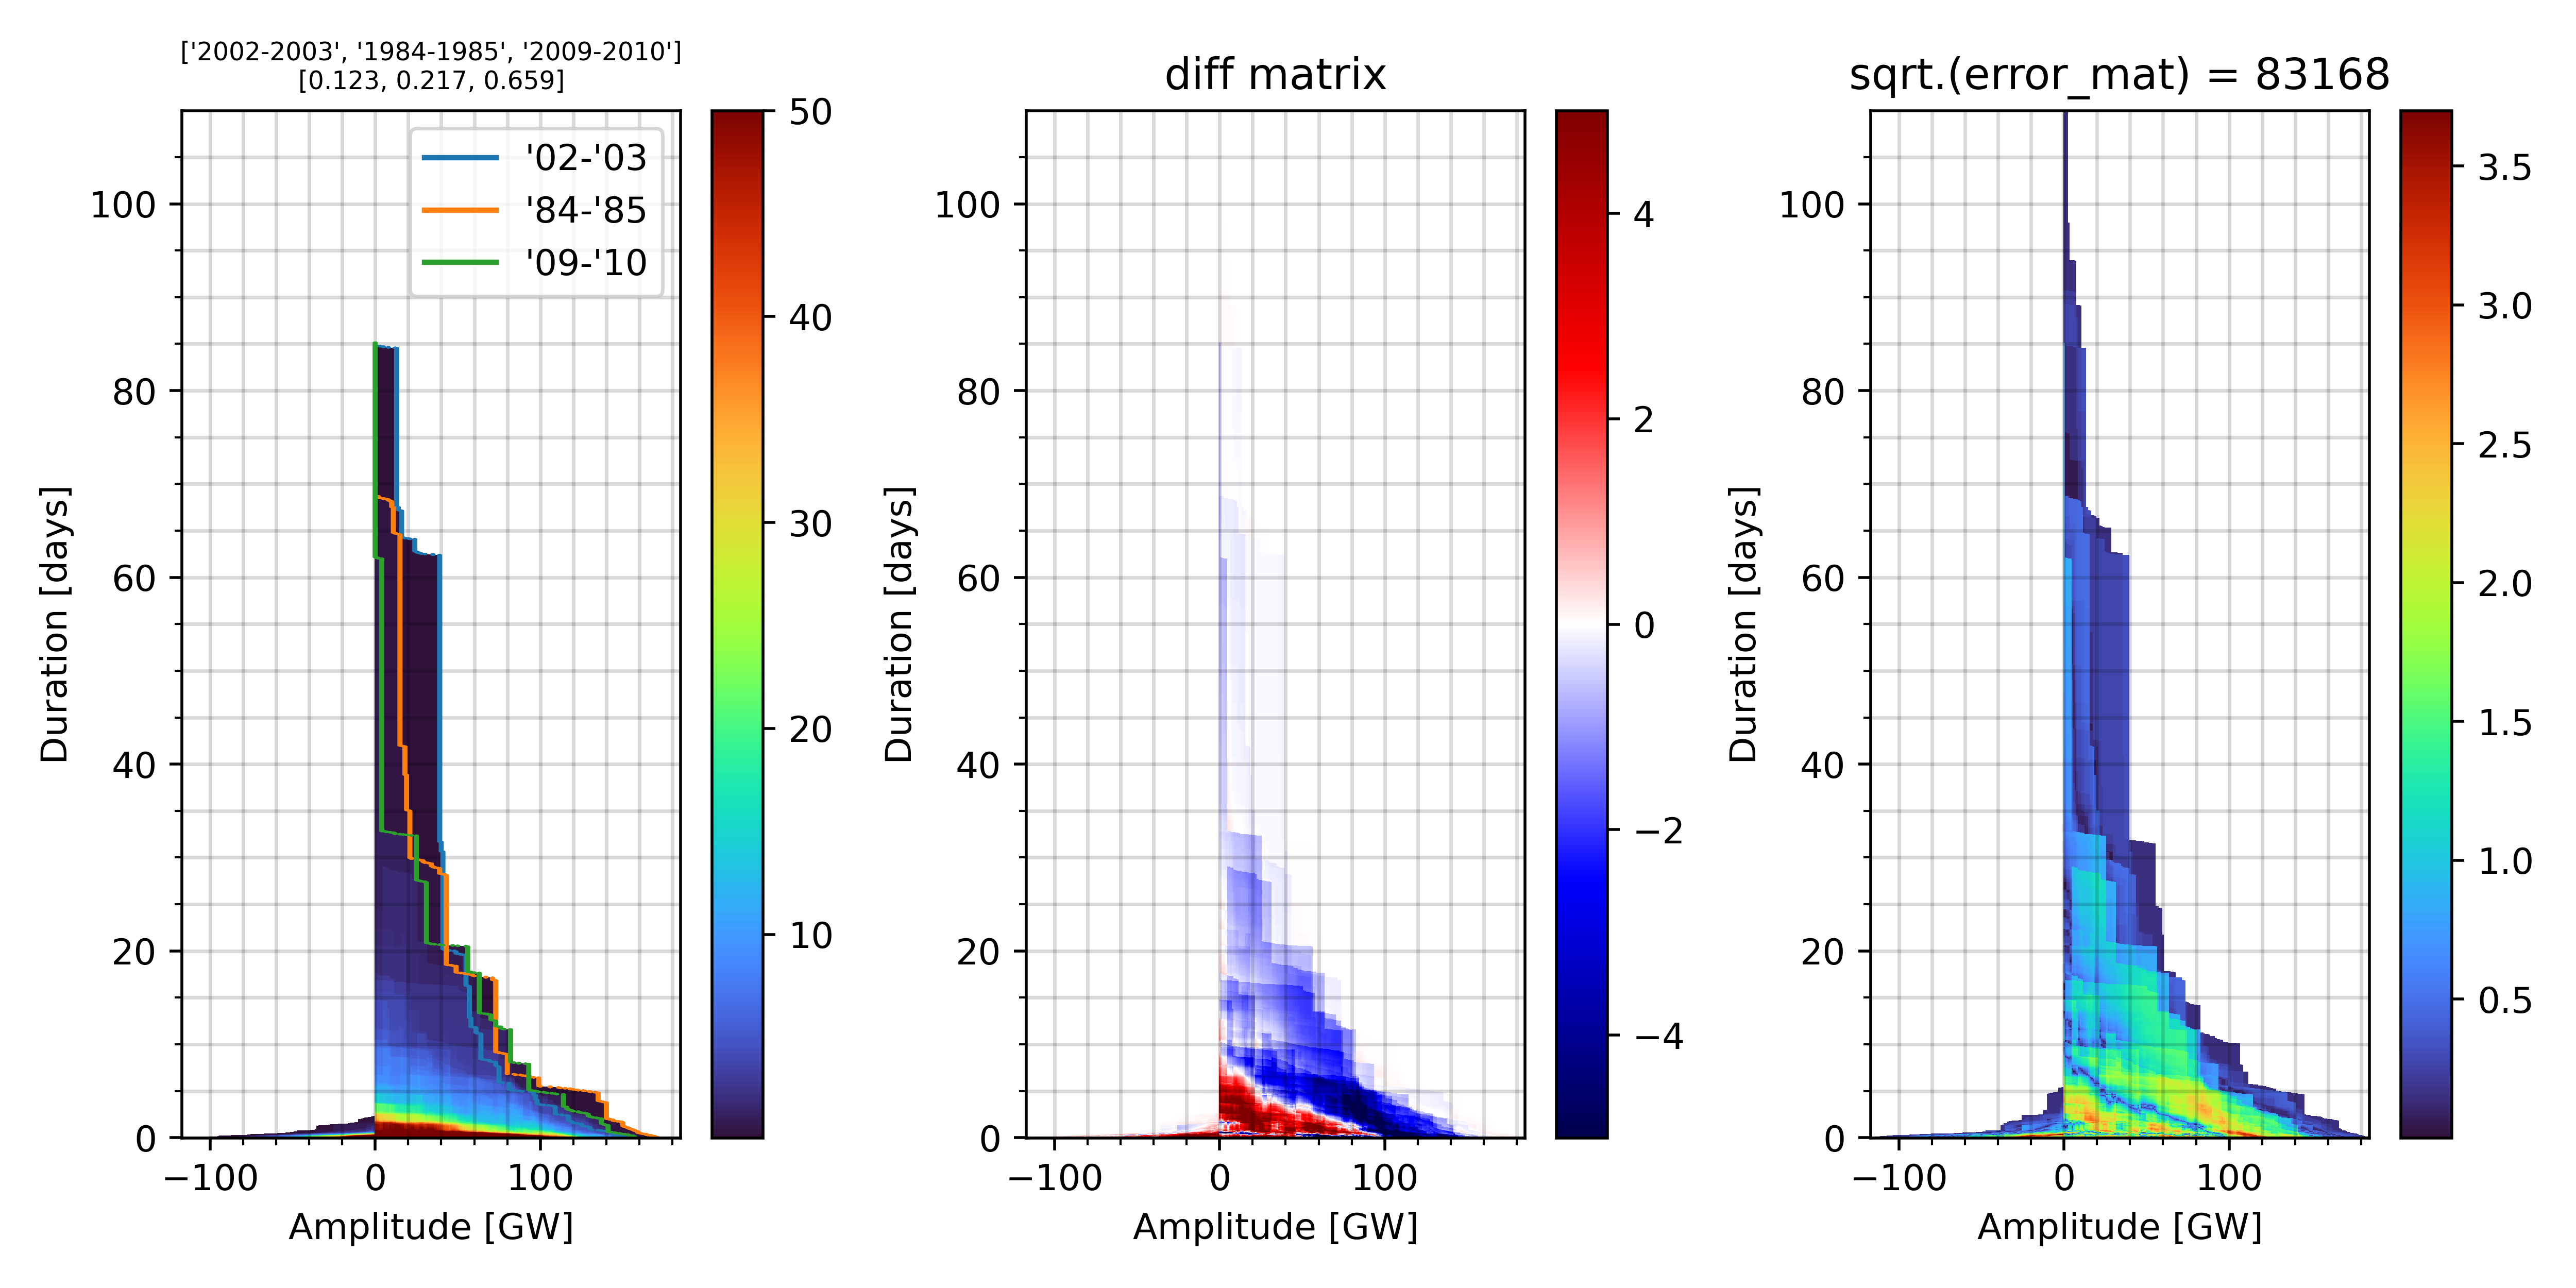 ['2002-2003', '1984-1985', '2009-2010']
[0.123, 0.217, 0.659]
'02-'03
'84-'85
'09-'10
100
80
60
40
20
0
Duration [days]
−100 0 100
Amplitude [GW]
50
40
30
20
10
diff matrix
100
80
60
40
20
0
Duration [days]
−100 0 100
Amplitude [GW]
4
2
0
−2
−4
sqrt.(error_mat) = 83168
100
80
60
40
20
0
Duration [days]
−100 0 100
Amplitude [GW]
3.5
3.0
2.5
2.0
1.5
1.0
0.5